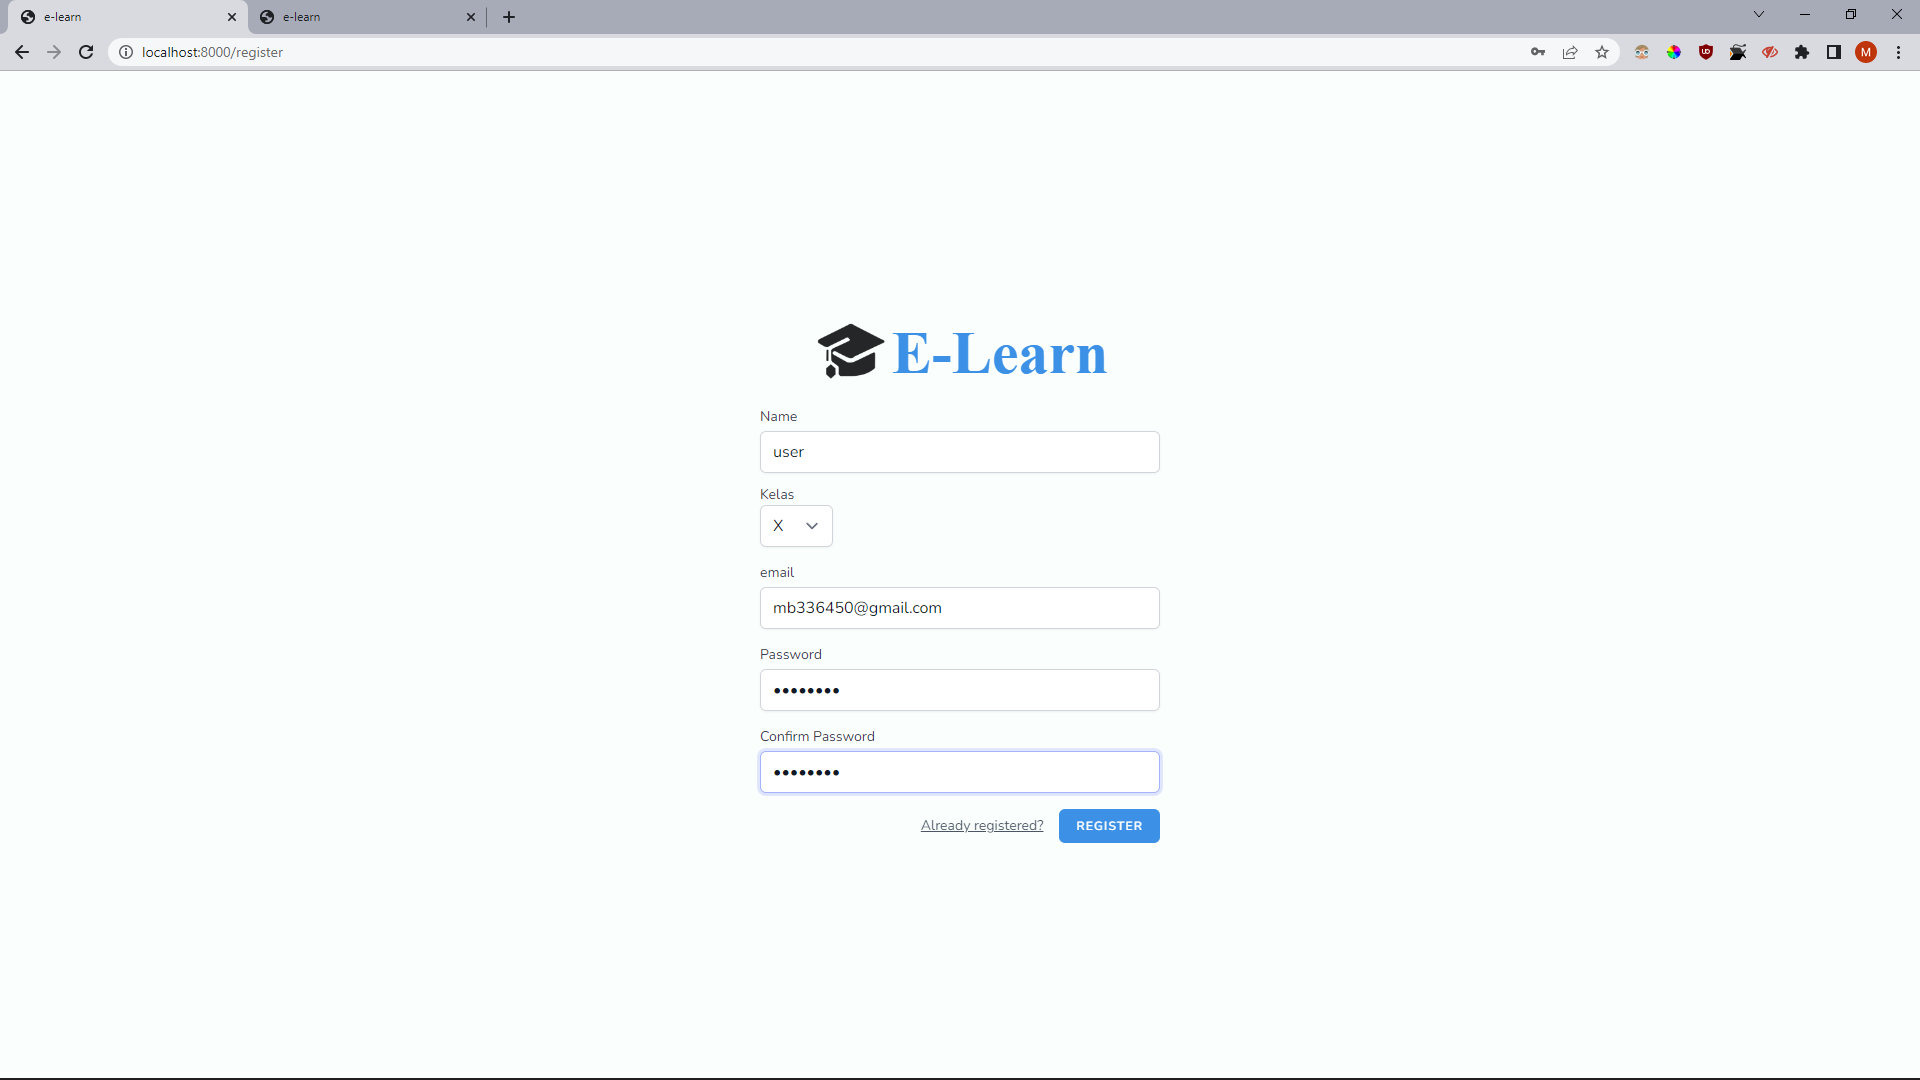 e-learn
e-learn
localhost:8000/register
M
E-Learn
Name
user
Kelas
X
email
mb336450@gmail.com
Password
••••••••
Confirm Password
••••••••
Already registered?
REGISTER